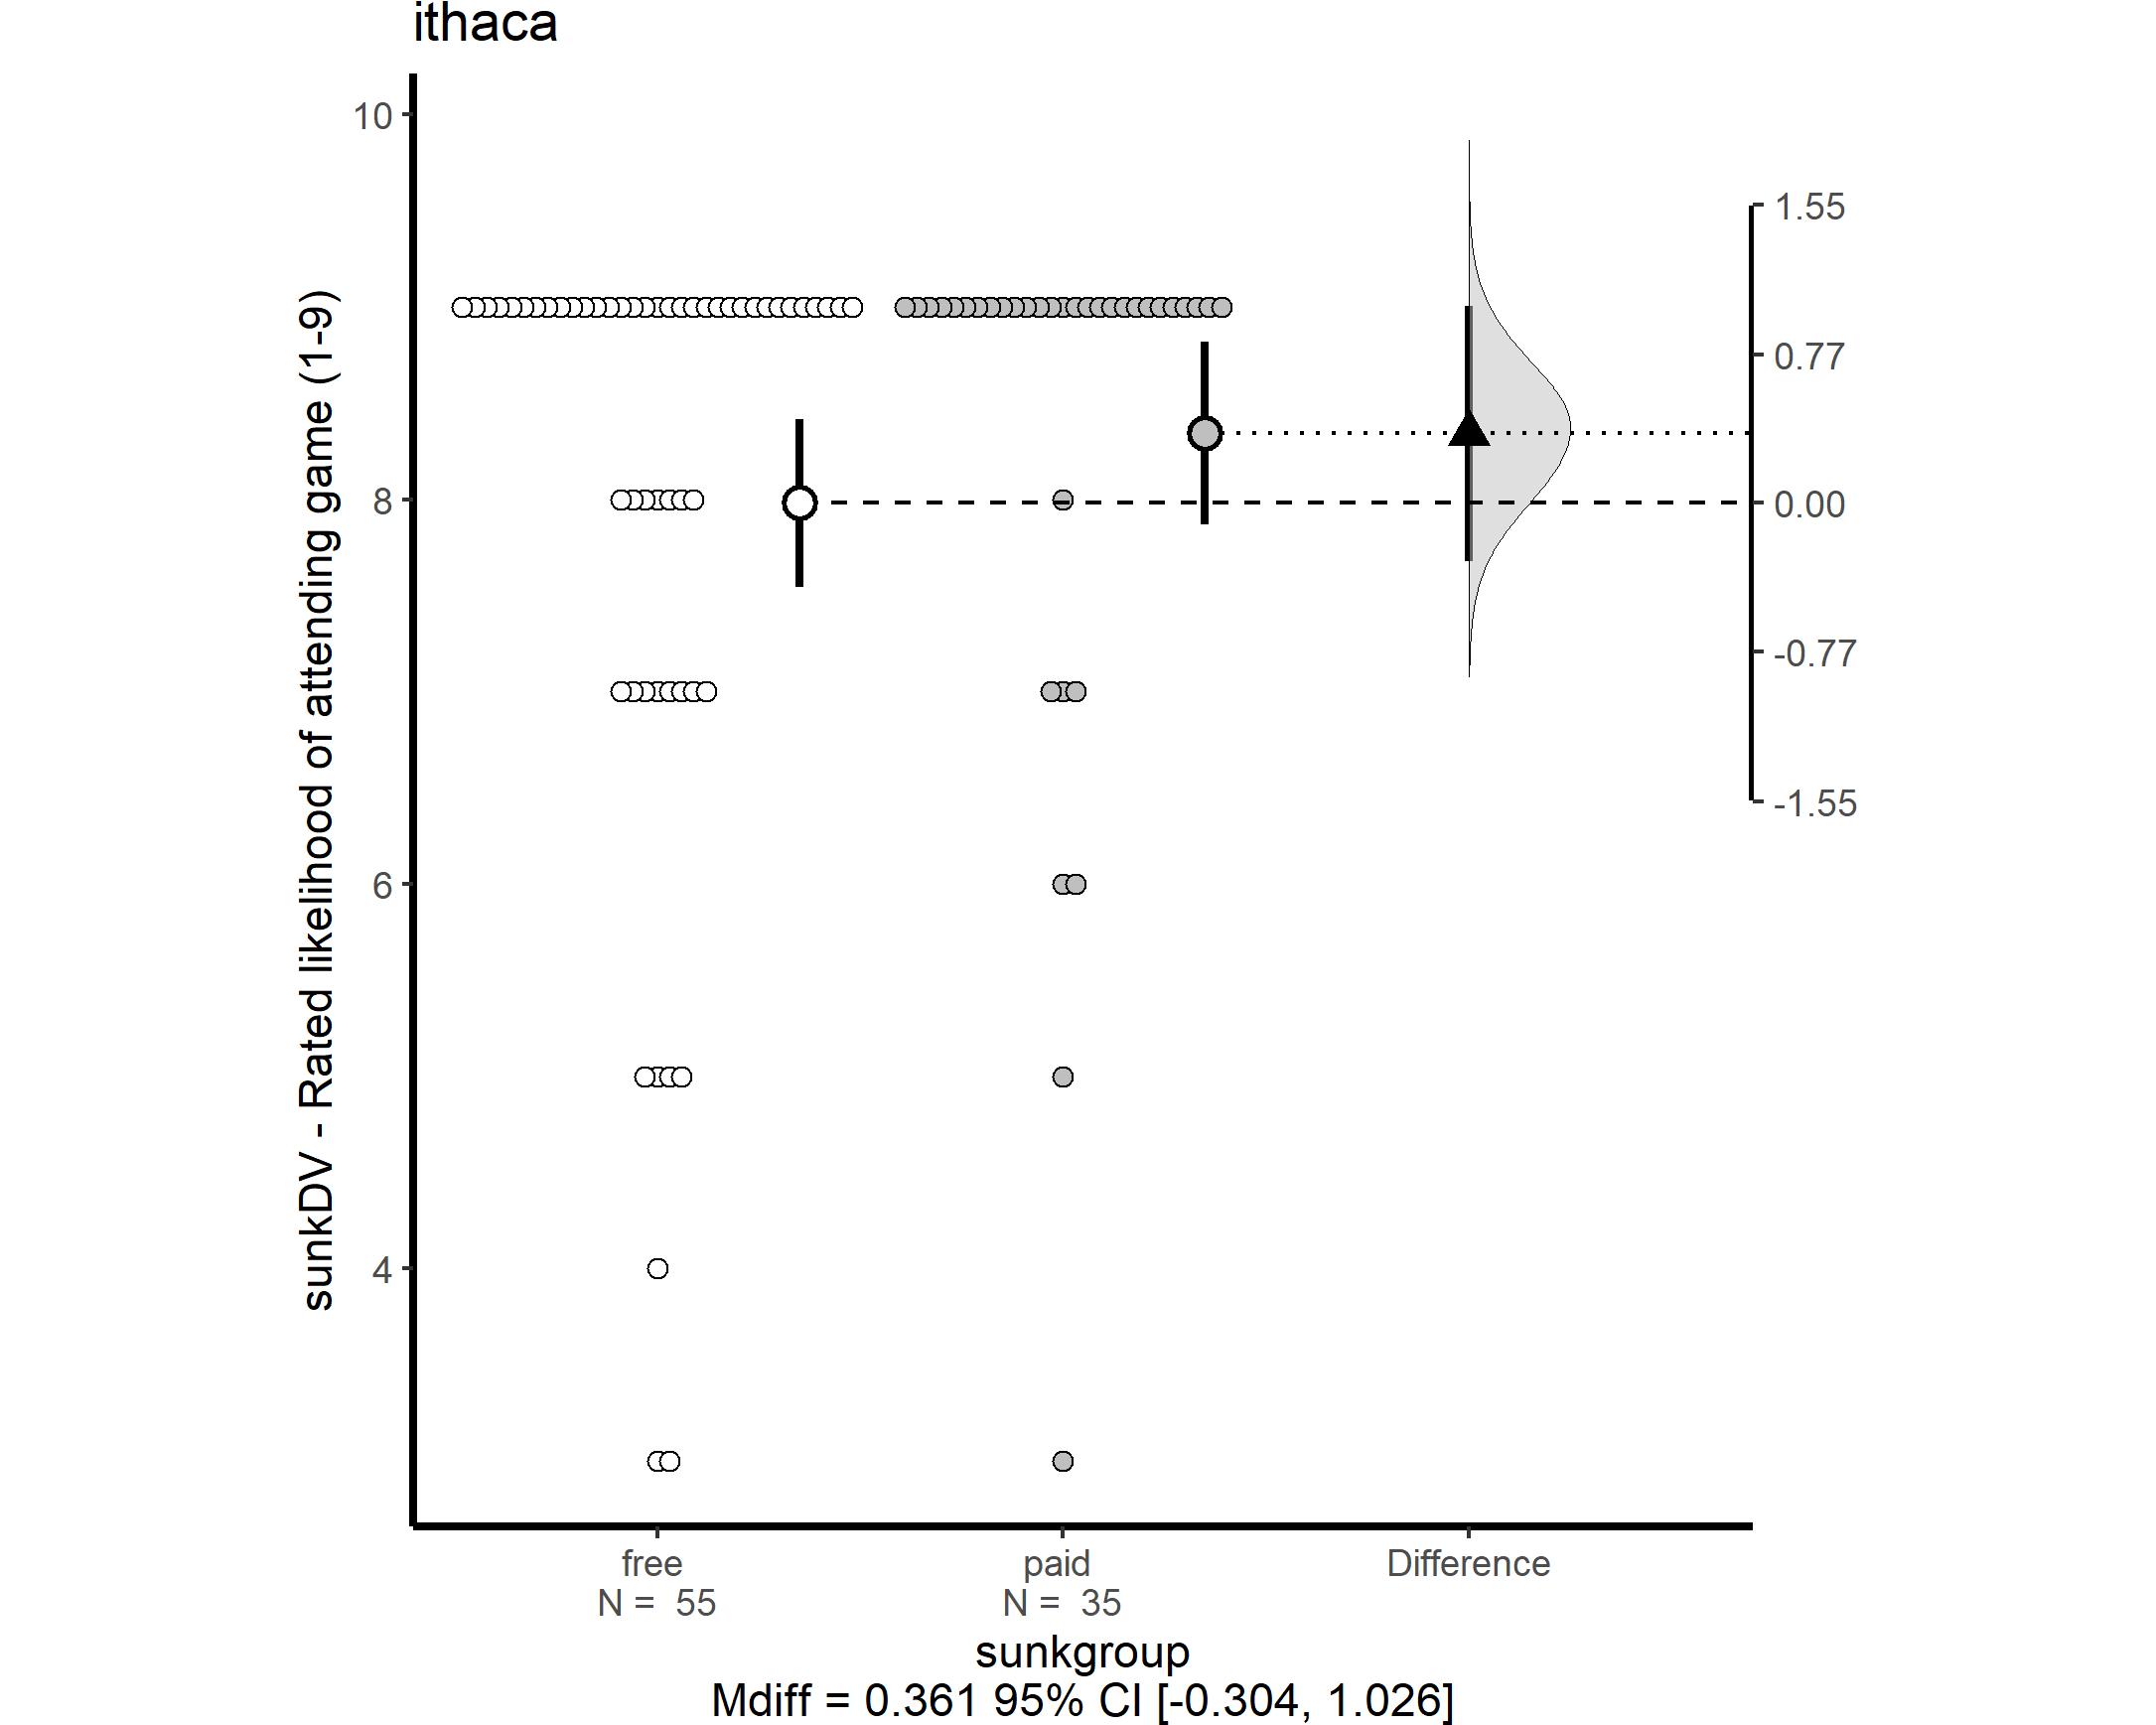 ithaca
sunkDV - Rated likelihood of attending game (1-9)
10
8
6
4
1.55
0.77
0.00
-0.77
-1.55
free
N =  55
paid
N =  35
Difference
sunkgroup
Mdiff = 0.361 95% CI [-0.304, 1.026]